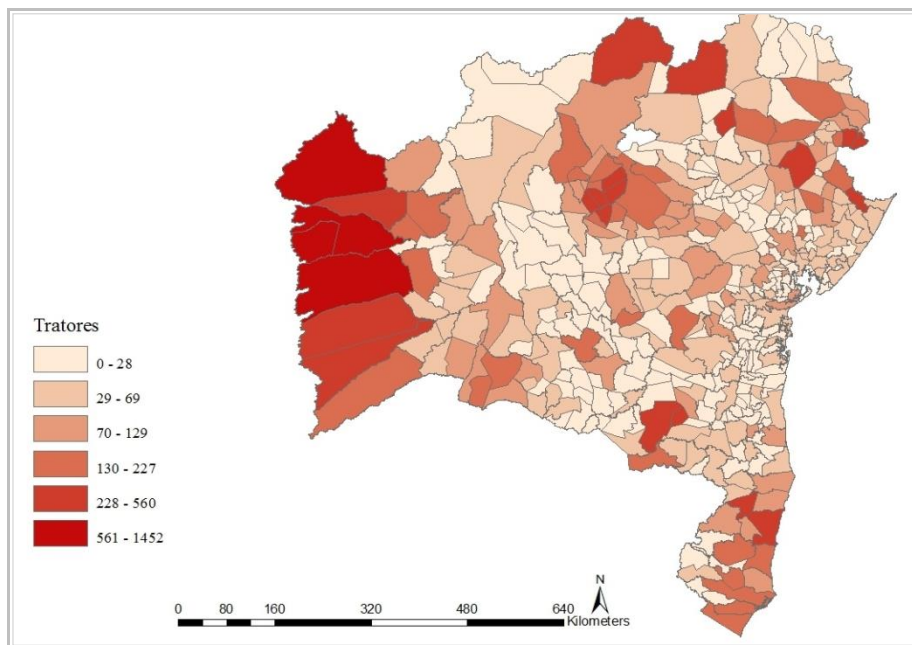 Tratores
0 - 28
29 - 69
70 - 129
130 - 227
228 - 560
561 - 1452
N
0 80 160 320 480 640
Kilometers